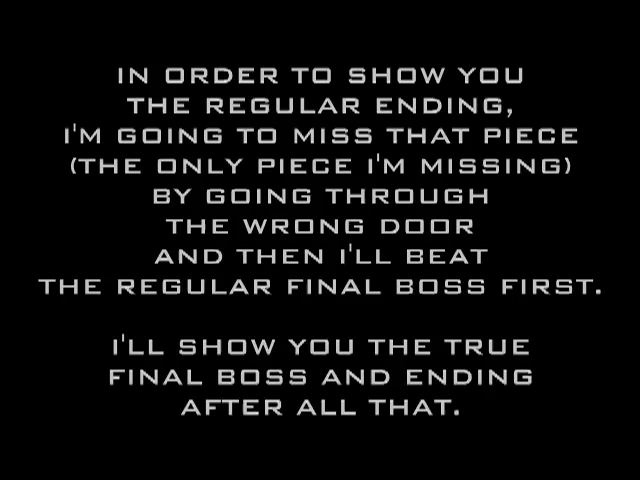 IN ORDER TO SHOW YOU
THE REGULAR ENDING,
I'M GOING TO MISS THAT PIECE
(THE ONLY PIECE I'M MISSING)
BY GOING THROUGH
THE WRONG DOOR
AND THEN I'LL BEAT
THE REGULAR FINAL BOSS FIRST.
I'LL SHOW YOU THE TRUE
FINAL BOSS AND ENDING
AFTER ALL THAT.